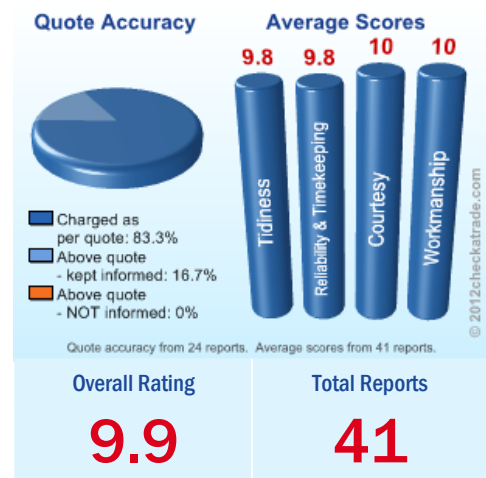 Quote Accuracy
Average Scores
9.8
9.8
10
10
Tidiness
Reliability & Timekeeping
Courtesy
Workmanship
Charged as
per quote: 83.3%
Above quote
- kept informed: 16.7%
Above quote
- NOT informed: 0%
© 2012checkatrade.com
Quote accuracy from 24 reports. Average scores from 41 reports.
Overall Rating
9.9
Total Reports
41